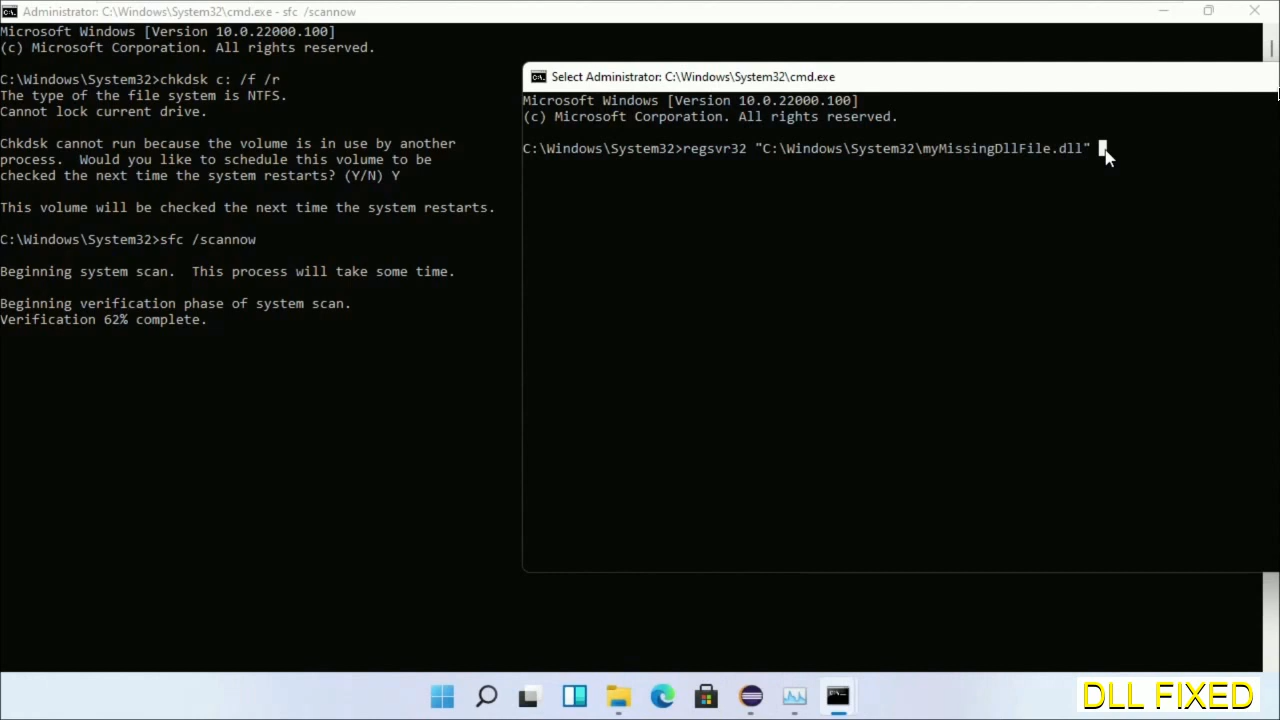 Administrator: C:\Windows\System32\cmd.exe - sfc /scannow
Microsoft Windows [Version 10.0.22000.100]
(c) Microsoft Corporation. All rights reserved.
C:\Windows\System32>chkdsk c: /f /r
The type of the file system is NTFS.
Cannot lock current drive.
Chkdsk cannot run because the volume is in use by another
process.  Would you like to schedule this volume to be
checked the next time the system restarts? (Y/N) Y
This volume will be checked the next time the system restarts.
C:\Windows\System32>sfc /scannow
Beginning system scan.  This process will take some time.
Beginning verification phase of system scan.
Verification 62% complete.
Select Administrator: C:\Windows\System32\cmd.exe
Microsoft Windows [Version 10.0.22000.100]
(c) Microsoft Corporation. All rights reserved.
C:\Windows\System32>regsvr32 "C:\Windows\System32\myMissingDllFile.dll"
DLL FIXED